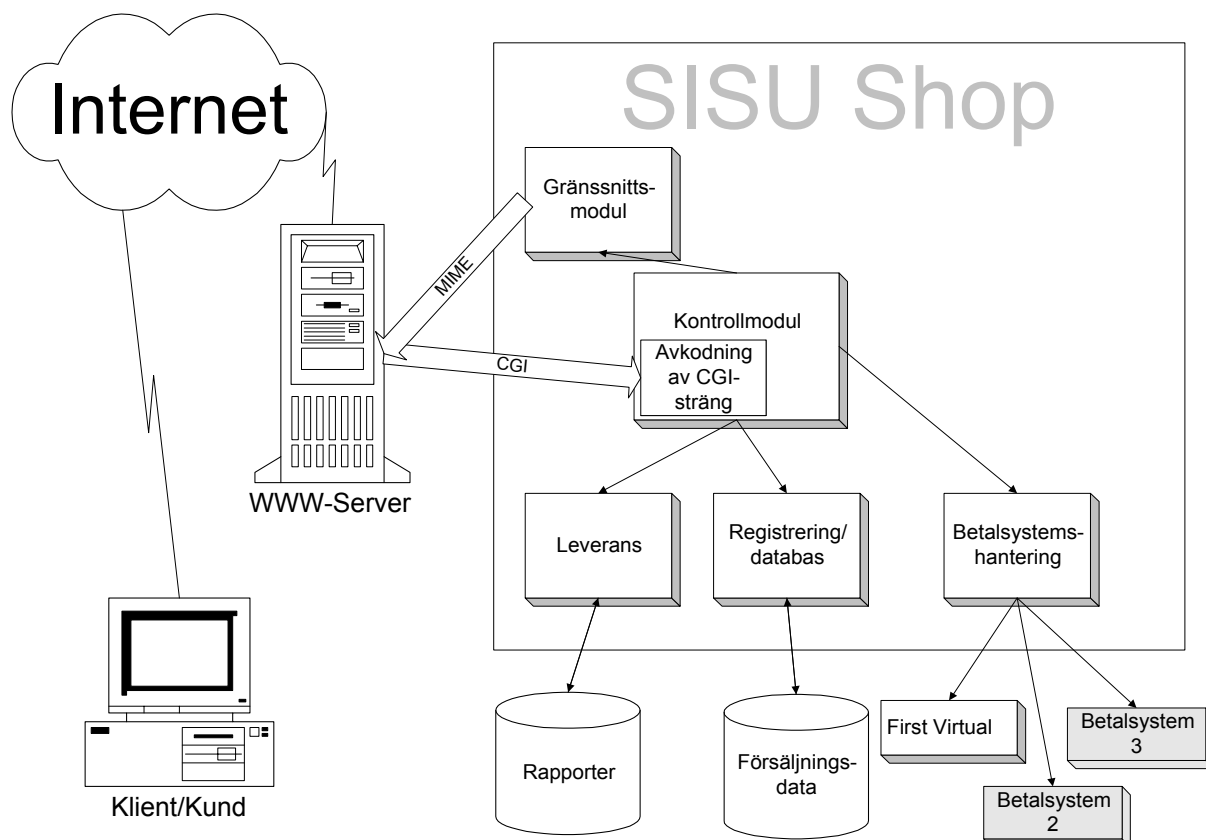 Internet
SISU Shop
Gränssnitts-
modul
MIME
Kontrollmodul
CGI
Avkodning
av CGI-
sträng
WWW-Server
Leverans
Registrering/
databas
Betalsystems-
hantering
Klient/Kund
Rapporter
Försäljnings-
data
First Virtual
Betalsystem
3
Betalsystem
2